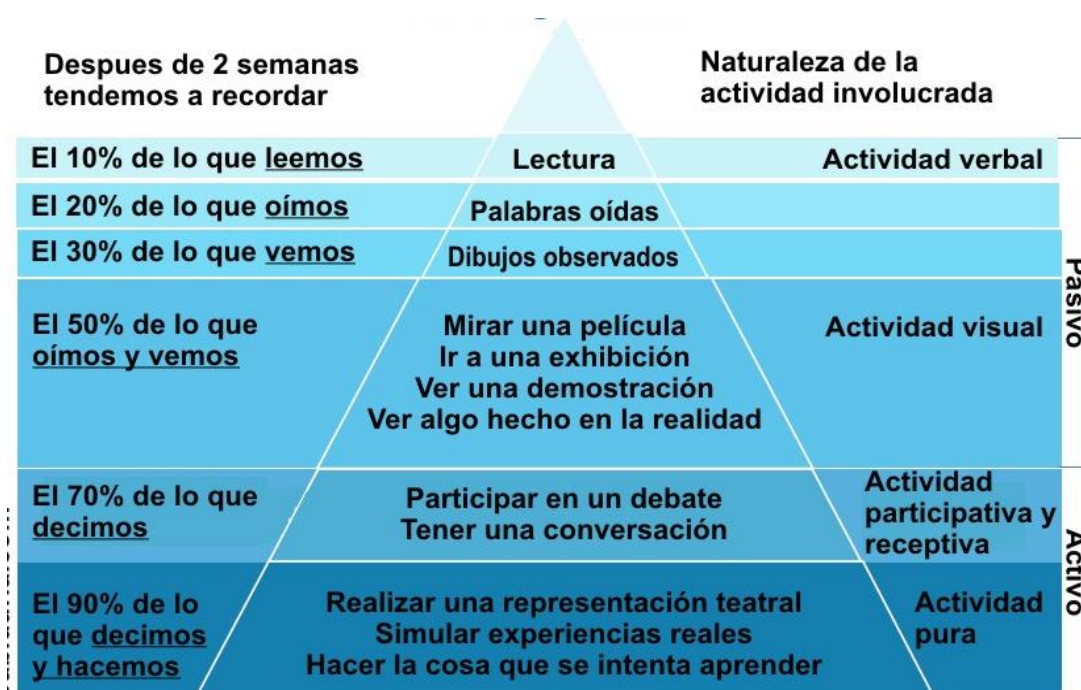 Despues de 2 semanas
tendemos a recordar
Naturaleza de la
actividad involucrada
El 10% de lo que leemos
Lectura
Actividad verbal
El 20% de lo que oímos
Palabras oídas
El 30% de lo que vemos
Dibujos observados
El 50% de lo que
oímos y vemos
Mirar una película
Ir a una exhibición
Ver una demostración
Ver algo hecho en la realidad
Actividad visual
Pasivo
El 70% de lo que
decimos
Participar en un debate
Tener una conversación
Actividad
participativa y
receptiva
El 90% de lo
que decimos
y hacemos
Realizar una representación teatral
Simular experiencias reales
Hacer la cosa que se intenta aprender
Actividad
pura
Activo